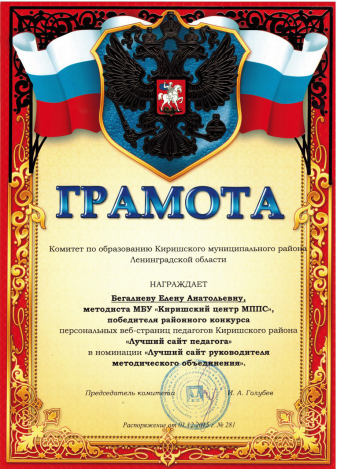 ГРАМОТА
Комитет по образованию Киришского муниципального района
Ленинградской области
НАГРАЖДАЕТ
Бегалиеву Елену Анатольевну,
методиста МБУ «Киришский центр МППС»,
победителя районного конкурса
персональных веб-страниц педагогов Киришского района
«Лучший сайт педагога»
в номинации «Лучший сайт руководителя
методического объединения».
Председатель комитета И. А. Голубев
Распоряжение от 01.12.2015 г. № 281